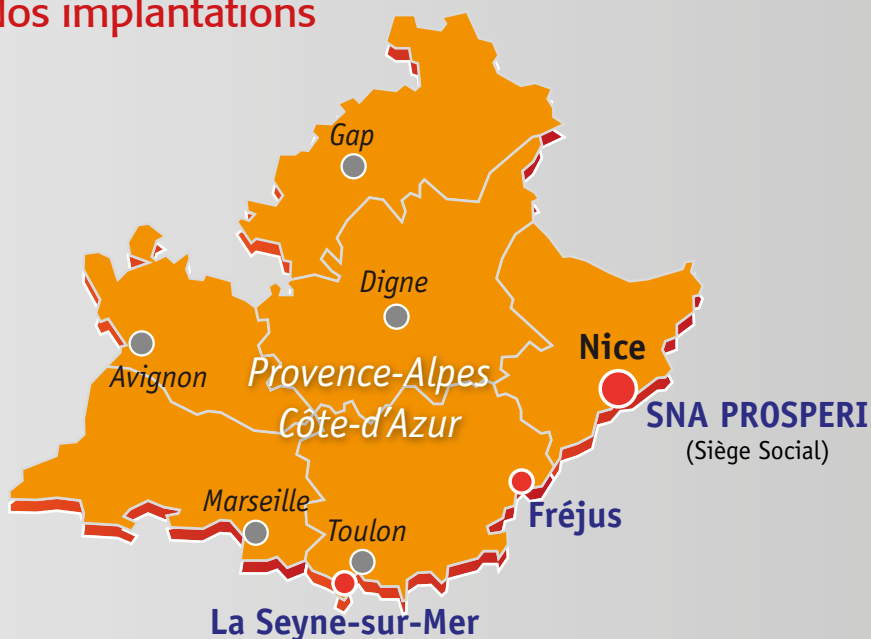 Nos implantations
Gap
Digne
Nice
Avignon
Provence-Alpes
Côte-d'Azur
SNA PROSPERI
(Siège Social)
Marseille
Fréjus
Toulon
La Seyne-sur-Mer